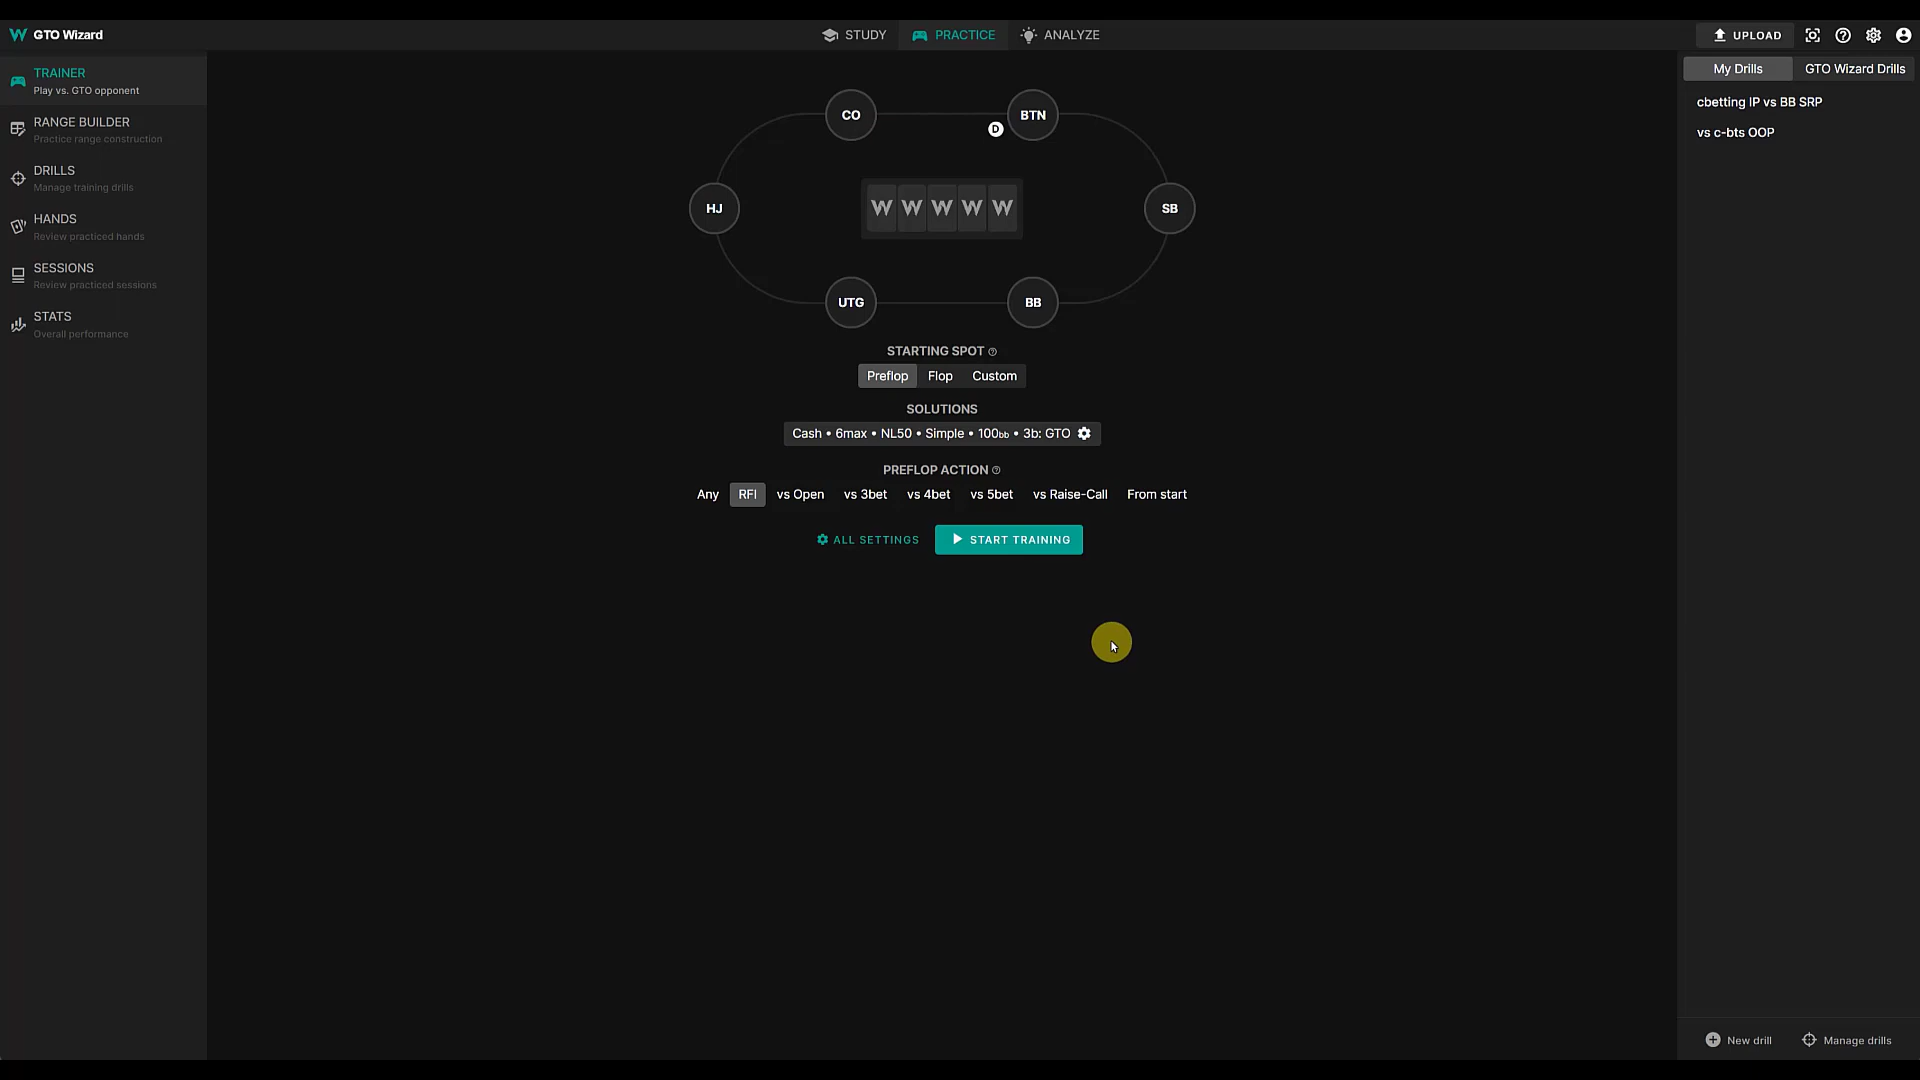 GTO Wizard
STUDY
PRACTICE
ANALYZE
UPLOAD
TRAINER
Play vs. GTO opponent
RANGE BUILDER
Practice range construction
DRILLS
Manage training drills
HANDS
Review practiced hands
SESSIONS
Review practiced sessions
STATS
Overall performance
CO
BTN
D
HJ
W W W W W
SB
UTG
BB
STARTING SPOT
Preflop Flop Custom
SOLUTIONS
Cash • 6max • NL50 • Simple • 100bb • 3b: GTO
PREFLOP ACTION
Any RFI vs Open vs 3bet vs 4bet vs 5bet vs Raise-Call From start
ALL SETTINGS
START TRAINING
My Drills
GTO Wizard Drills
cbetting IP vs BB SRP
vs c-bts OOP
New drill
Manage drills